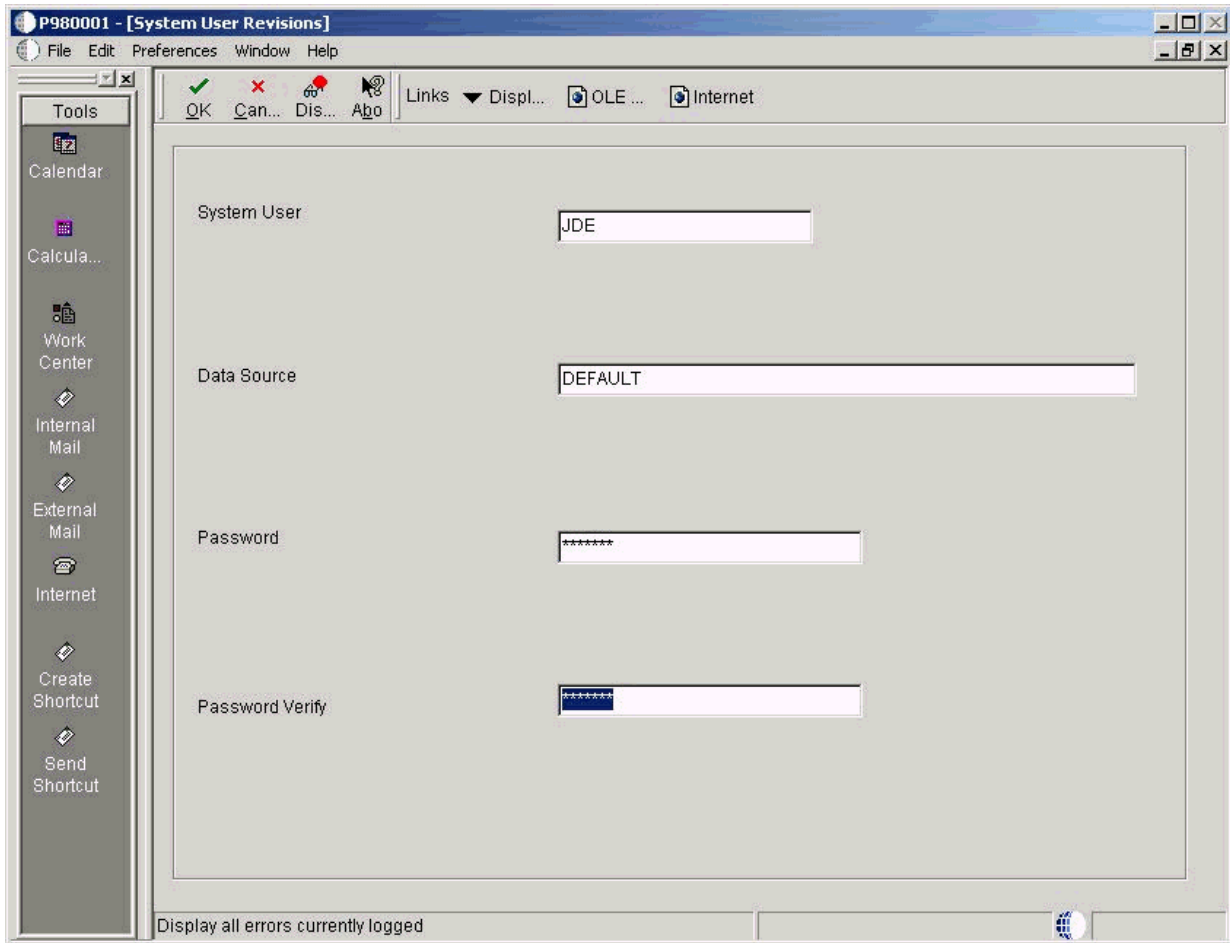 P980001 - [System User Revisions]
File Edit Preferences Window Help
Tools
OK Can... Dis... Abo Links Displ... OLE ... Internet
Calendar
Calcula...
Work
Center
Internal
Mail
External
Mail
Internet
Create
Shortcut
Send
Shortcut
System User JDE
Data Source DEFAULT
Password *******
Password Verify *******
Display all errors currently logged